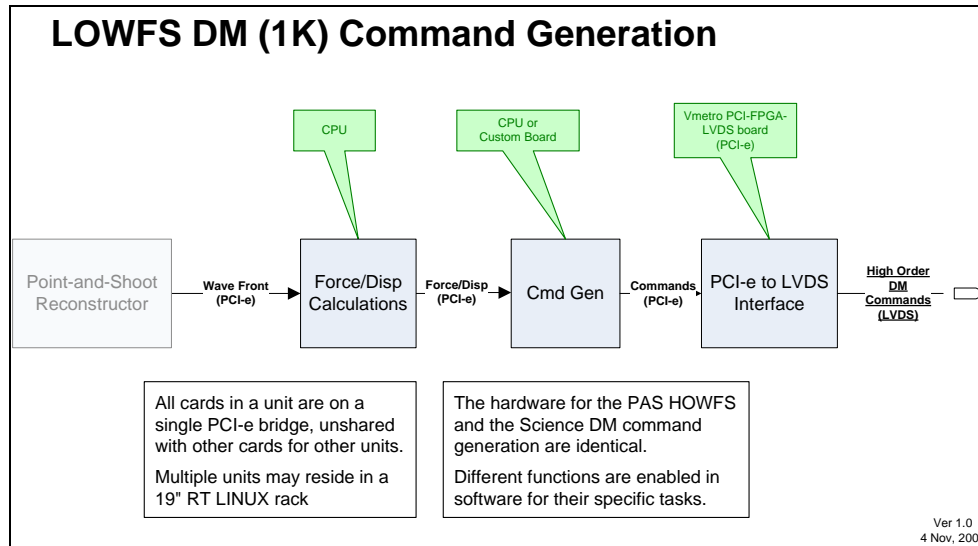 LOWFS DM (1K) Command Generation
CPU
CPU or
Custom Board
Vmetro PCI-FPGA-
LVDS board
(PCI-e)
Point-and-Shoot
Reconstructor
Wave Front
(PCI-e)
Force/Disp
Calculations
Force/Disp
(PCI-e)
Cmd Gen
Commands
(PCI-e)
PCI-e to LVDS
Interface
High Order
DM
Commands
(LVDS)
All cards in a unit are on a
single PCI-e bridge, unshared
with other cards for other units.
Multiple units may reside in a
19" RT LINUX rack
The hardware for the PAS HOWFS
and the Science DM command
generation are identical.
Different functions are enabled in
software for their specific tasks.
Ver 1.0
4 Nov, 200